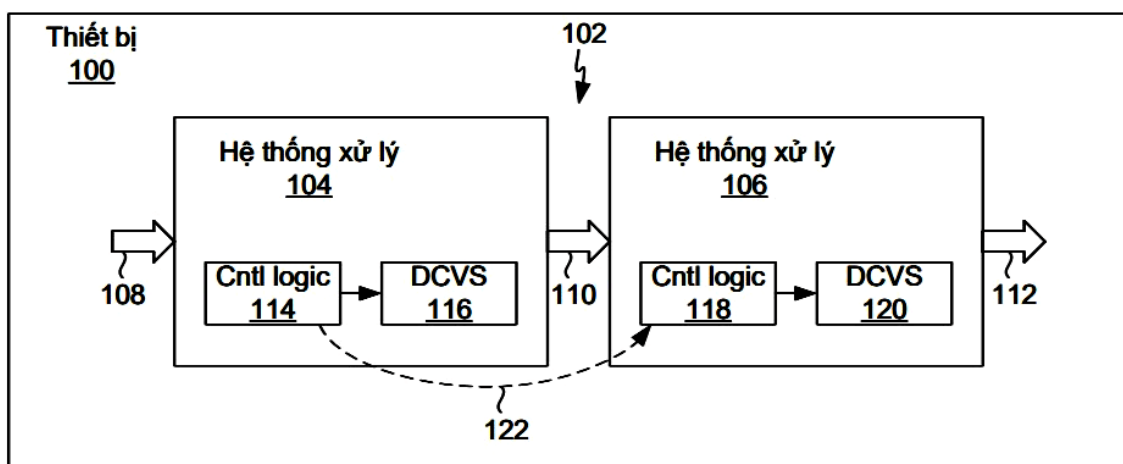 Thiết bị
100
102
Hệ thống xử lý
104
Hệ thống xử lý
106
108
Cntl logic
114
DCVS
116
110
Cntl logic
118
DCVS
120
112
122